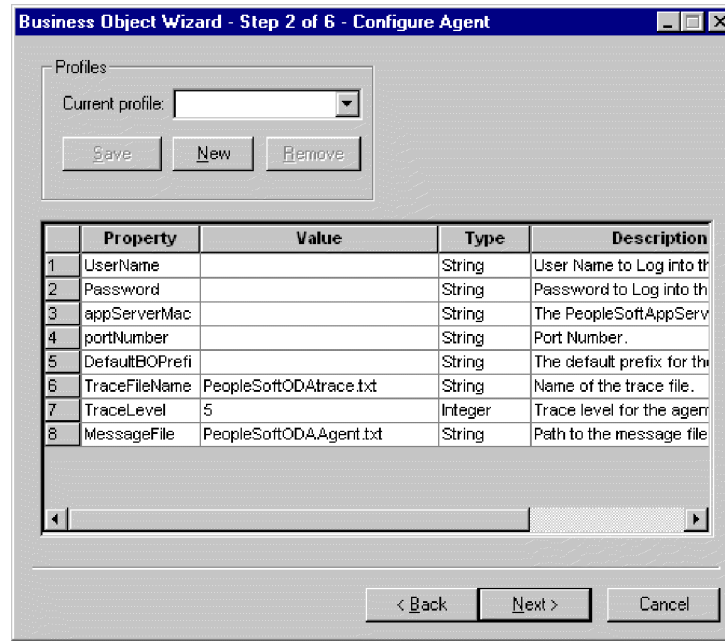 Business Object Wizard - Step 2 of 6 - Configure Agent
Profiles
Current profile:
Save New Remove
Property Value Type Description
1 UserName String User Name to Log into th
2 Password String Password to Log into th
3 appServerMac String The PeopleSoftAppServ
4 portNumber String Port Number.
5 DefaultBOPrefi String The default prefix for the
6 TraceFileName PeopleSoftODAtrace.txt String Name of the trace file.
7 TraceLevel 5 Integer Trace level for the agen
8 MessageFile PeopleSoftODAAgent.txt String Path to the message file
< Back Next > Cancel